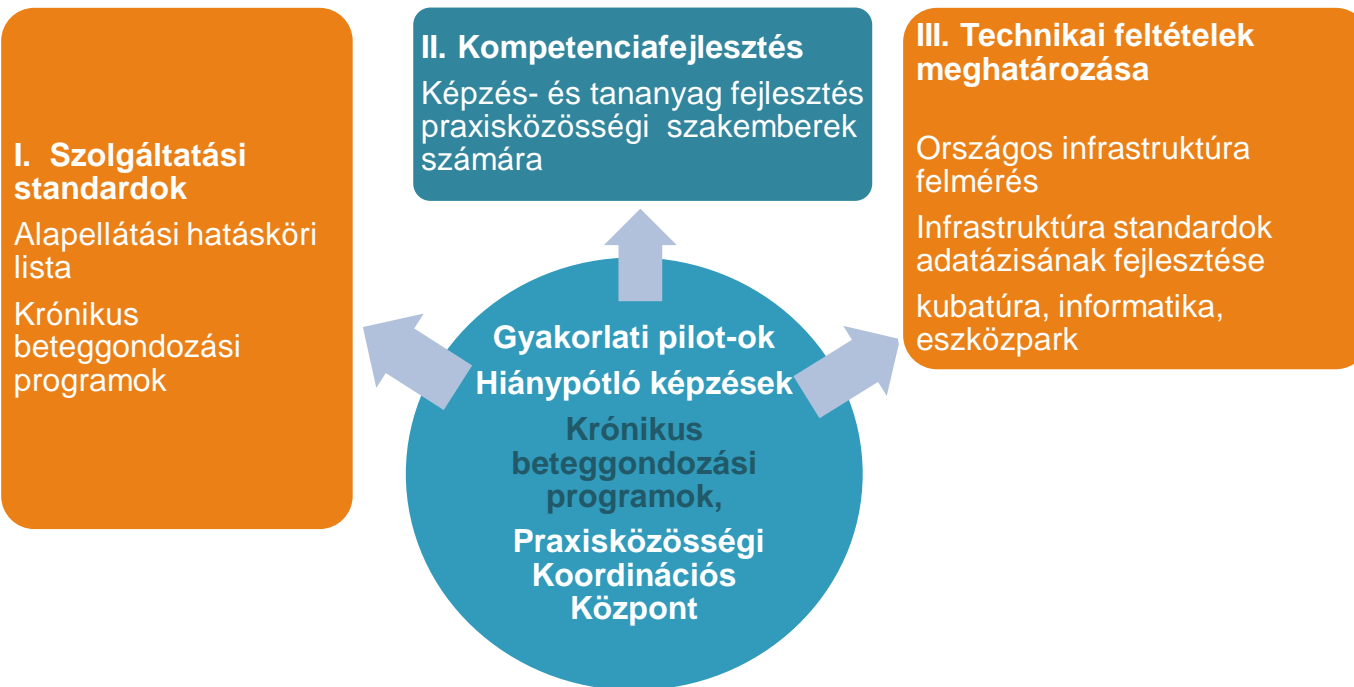 I. Szolgáltatási
standardok
Alapellátási hatásköri
lista
Krónikus
beteggondozási
programok
II. Kompetenciafejlesztés
Képzés- és tananyag fejlesztés
praxisközösségi szakemberek
számára
III. Technikai feltételek
meghatározása
Országos infrastruktúra
felmérés
Infrastruktúra standardok
adatázisának fejlesztése
kubatúra, informatika,
eszközpark
Gyakorlati pilot-ok
Hiánypótló képzések
Krónikus
beteggondozási
programok,
Praxisközösségi
Koordinációs
Központ